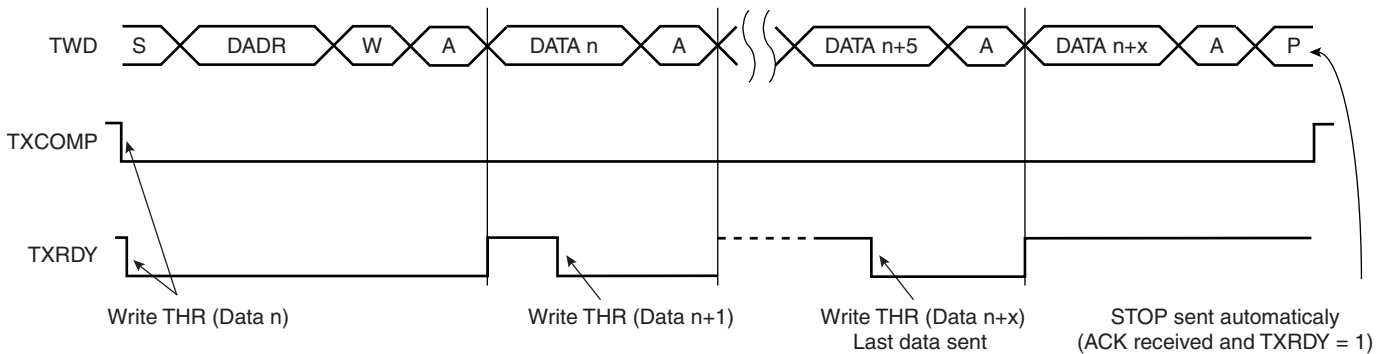 TWD S DADR W A DATA n A DATA n+5 A DATA n+x A P
TXCOMP
TXRDY
Write THR (Data n) Write THR (Data n+1) Write THR (Data n+x) STOP sent automaticaly
Last data sent (ACK received and TXRDY = 1)